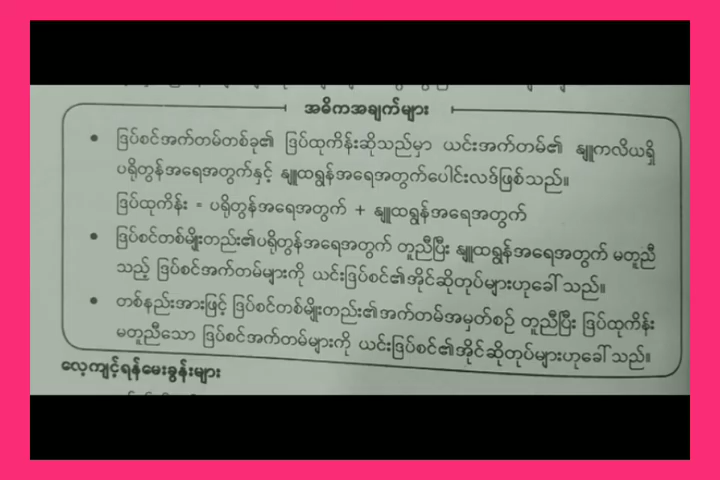 အဓိကအချက်များ
• ဒြပ်စင်အက်တမ်တစ်ခု၏ ဒြပ်ထုကိန်းဆိုသည်မှာ ယင်းအက်တမ်၏ နျူကလိယရှိ
ပရိုတွန်အရေအတွက်နှင့် နျူထရွန်အရေအတွက်ပေါင်းလဒ်ဖြစ်သည်။
ဒြပ်ထုကိန်း = ပရိုတွန်အရေအတွက် + နျူထရွန်အရေအတွက်
• ဒြပ်စင်တစ်မျိုးတည်း၏ပရိုတွန်အရေအတွက် တူညီပြီး နျူထရွန်အရေအတွက် မတူညီ
သည့် ဒြပ်စင်အက်တမ်များကို ယင်းဒြပ်စင်၏အိုင်ဆိုတုပ်များဟုခေါ်သည်။
• တစ်နည်းအားဖြင့် ဒြပ်စင်တစ်မျိုးတည်း၏အက်တမ်အမှတ်စဉ် တူညီပြီး ဒြပ်ထုကိန်း
မတူညီသော ဒြပ်စင်အက်တမ်များကို ယင်းဒြပ်စင်၏အိုင်ဆိုတုပ်များဟုခေါ်သည်။
လေ့ကျင့်ရန်မေးခွန်းများ